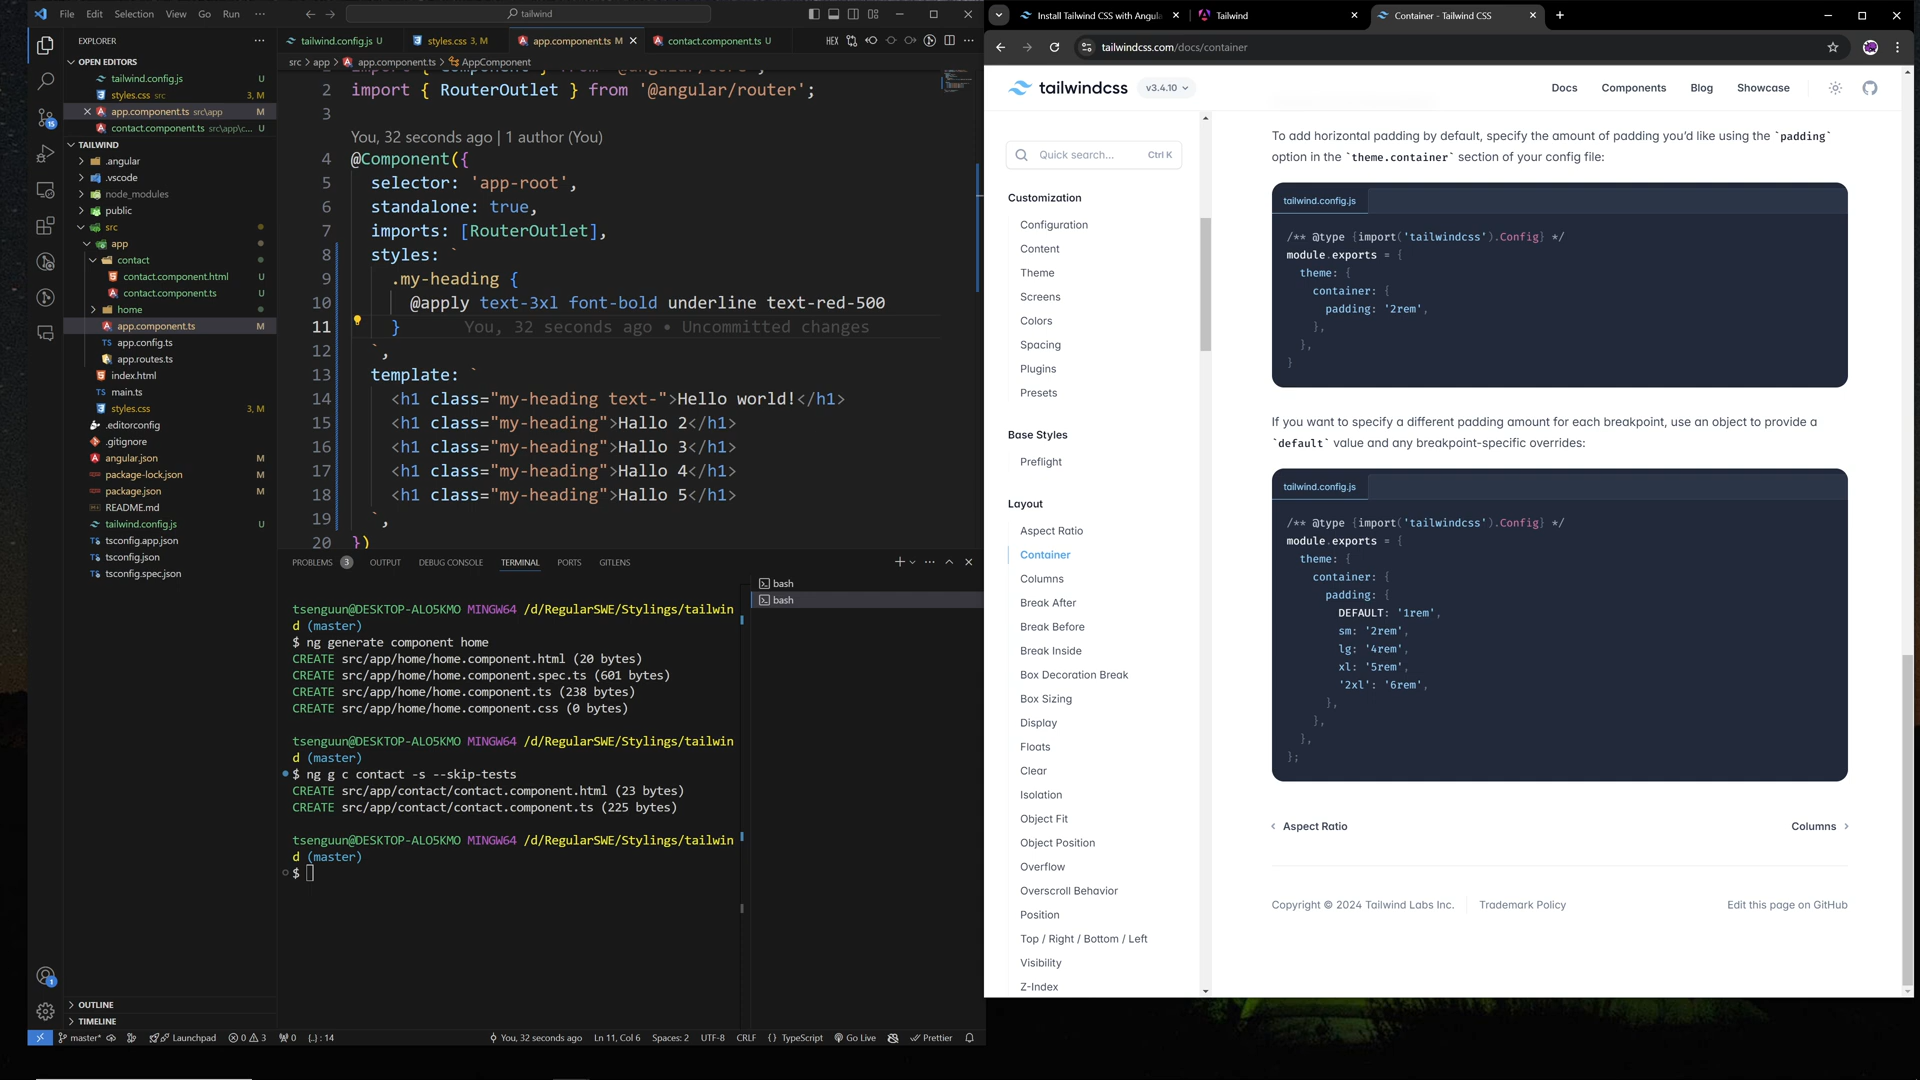 File Edit Selection View Go Run ···
tailwind
EXPLORER
OPEN EDITORS
tailwind.config.js U
styles.css src 3, M
app.component.ts src\app M
contact.component.ts src\app\c... U
TAILWIND
.angular
.vscode
node_modules
public
src
app
contact
contact.component.html U
contact.component.ts U
home
app.component.ts M
app.config.ts
app.routes.ts
index.html
main.ts
styles.css 3, M
.editorconfig
.gitignore
angular.json M
package-lock.json M
package.json M
README.md
tailwind.config.js U
tsconfig.app.json
tsconfig.json
tsconfig.spec.json
OUTLINE
TIMELINE
tailwind.config.js U
styles.css 3, M
app.component.ts M
contact.component.ts U
HEX
src > app > app.component.ts > AppComponent
2 import { RouterOutlet } from '@angular/router';
3
You, 32 seconds ago | 1 author (You)
4 @Component({
5 selector: 'app-root',
6 standalone: true,
7 imports: [RouterOutlet],
8 styles: `
9 .my-heading {
10 @apply text-3xl font-bold underline text-red-500
11 } You, 32 seconds ago • Uncommitted changes
12 `,
13 template: `
14 <h1 class="my-heading text-">Hello world!</h1>
15 <h1 class="my-heading">Hallo 2</h1>
16 <h1 class="my-heading">Hallo 3</h1>
17 <h1 class="my-heading">Hallo 4</h1>
18 <h1 class="my-heading">Hallo 5</h1>
19 `,
20 })
PROBLEMS 3 OUTPUT DEBUG CONSOLE TERMINAL PORTS GITLENS
bash
bash
tsenguun@DESKTOP-ALO5KMO MINGW64 /d/RegularSWE/Stylings/tailwin
d (master)
$ ng generate component home
CREATE src/app/home/home.component.html (20 bytes)
CREATE src/app/home/home.component.spec.ts (601 bytes)
CREATE src/app/home/home.component.ts (238 bytes)
CREATE src/app/home/home.component.css (0 bytes)
tsenguun@DESKTOP-ALO5KMO MINGW64 /d/RegularSWE/Stylings/tailwin
d (master)
$ ng g c contact -s --skip-tests
CREATE src/app/contact/contact.component.html (23 bytes)
CREATE src/app/contact/contact.component.ts (225 bytes)
tsenguun@DESKTOP-ALO5KMO MINGW64 /d/RegularSWE/Stylings/tailwin
d (master)
$
master* Launchpad 0 3 0 {..} : 14 You, 32 seconds ago Ln 11, Col 6 Spaces: 2 UTF-8 CRLF {} TypeScript Go Live Prettier
Install Tailwind CSS with Angula
Tailwind
Container - Tailwind CSS
tailwindcss.com/docs/container
tailwindcss v3.4.10
Docs Components Blog Showcase
Quick search... Ctrl K
Customization
Configuration
Content
Theme
Screens
Colors
Spacing
Plugins
Presets
Base Styles
Preflight
Layout
Aspect Ratio
Container
Columns
Break After
Break Before
Break Inside
Box Decoration Break
Box Sizing
Display
Floats
Clear
Isolation
Object Fit
Object Position
Overflow
Overscroll Behavior
Position
Top / Right / Bottom / Left
Visibility
Z-Index
To add horizontal padding by default, specify the amount of padding you’d like using the `padding`
option in the `theme.container` section of your config file:
tailwind.config.js
/** @type {import('tailwindcss').Config} */
module.exports = {
theme: {
container: {
padding: '2rem',
},
},
}
If you want to specify a different padding amount for each breakpoint, use an object to provide a
`default` value and any breakpoint-specific overrides:
tailwind.config.js
/** @type {import('tailwindcss').Config} */
module.exports = {
theme: {
container: {
padding: {
DEFAULT: '1rem',
sm: '2rem',
lg: '4rem',
xl: '5rem',
'2xl': '6rem',
},
},
},
};
Aspect Ratio
Columns
Copyright © 2024 Tailwind Labs Inc.
Trademark Policy
Edit this page on GitHub